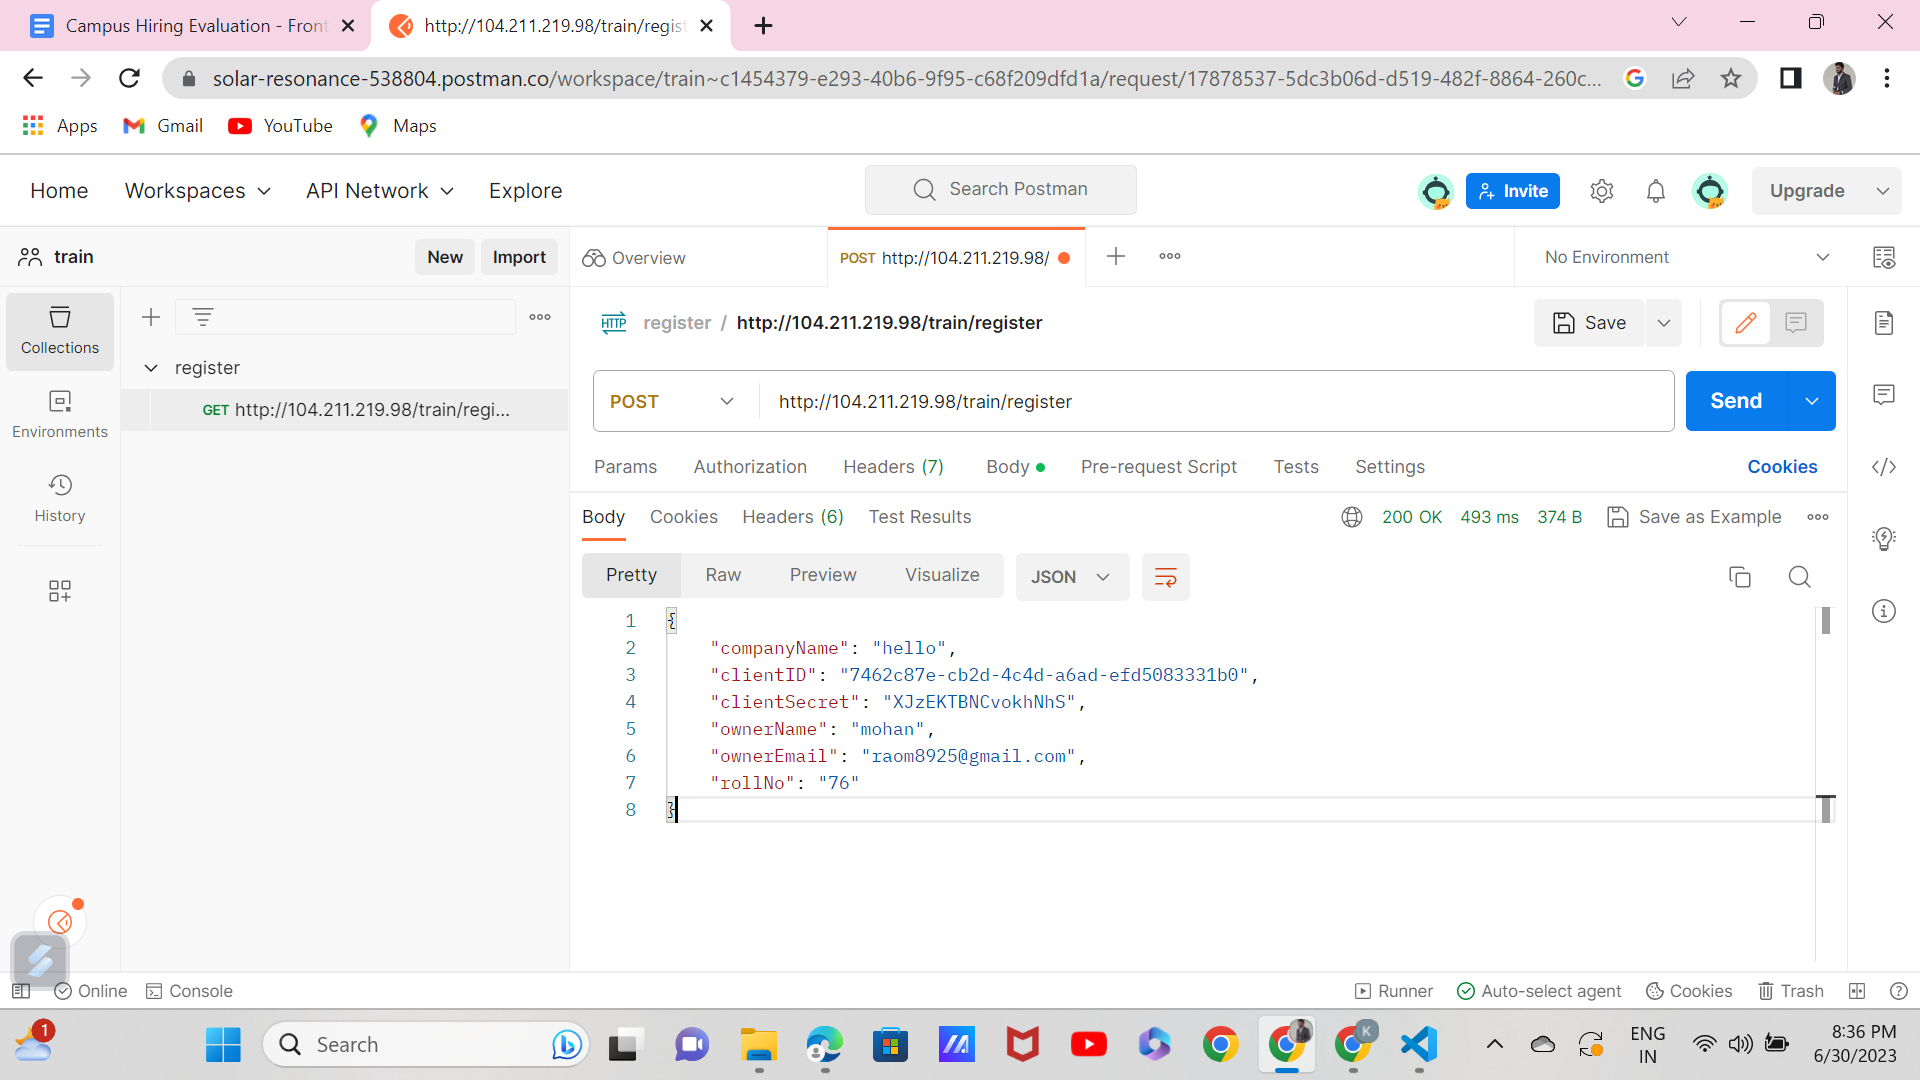 Campus Hiring Evaluation - Front
http://104.211.219.98/train/regist
solar-resonance-538804.postman.co/workspace/train~c1454379-e293-40b6-9f95-c68f209dfd1a/request/17878537-5dc3b06d-d519-482f-8864-260c...
Apps Gmail YouTube Maps
Home Workspaces API Network Explore
Search Postman
Invite
Upgrade
train
New Import
Overview
POST http://104.211.219.98/
No Environment
Collections
register
GET http://104.211.219.98/train/regi...
Environments
History
HTTP register / http://104.211.219.98/train/register
Save
POST http://104.211.219.98/train/register
Send
Params Authorization Headers (7) Body Pre-request Script Tests Settings Cookies
Body Cookies Headers (6) Test Results
200 OK 493 ms 374 B Save as Example
Pretty Raw Preview Visualize JSON
1 {
2 "companyName": "hello",
3 "clientID": "7462c87e-cb2d-4c4d-a6ad-efd5083331b0",
4 "clientSecret": "XJzEKTBNCvokhNhS",
5 "ownerName": "mohan",
6 "ownerEmail": "raom8925@gmail.com",
7 "rollNo": "76"
8 }
Online Console
Runner Auto-select agent Cookies Trash
1
Search
K
ENG
IN
8:36 PM
6/30/2023